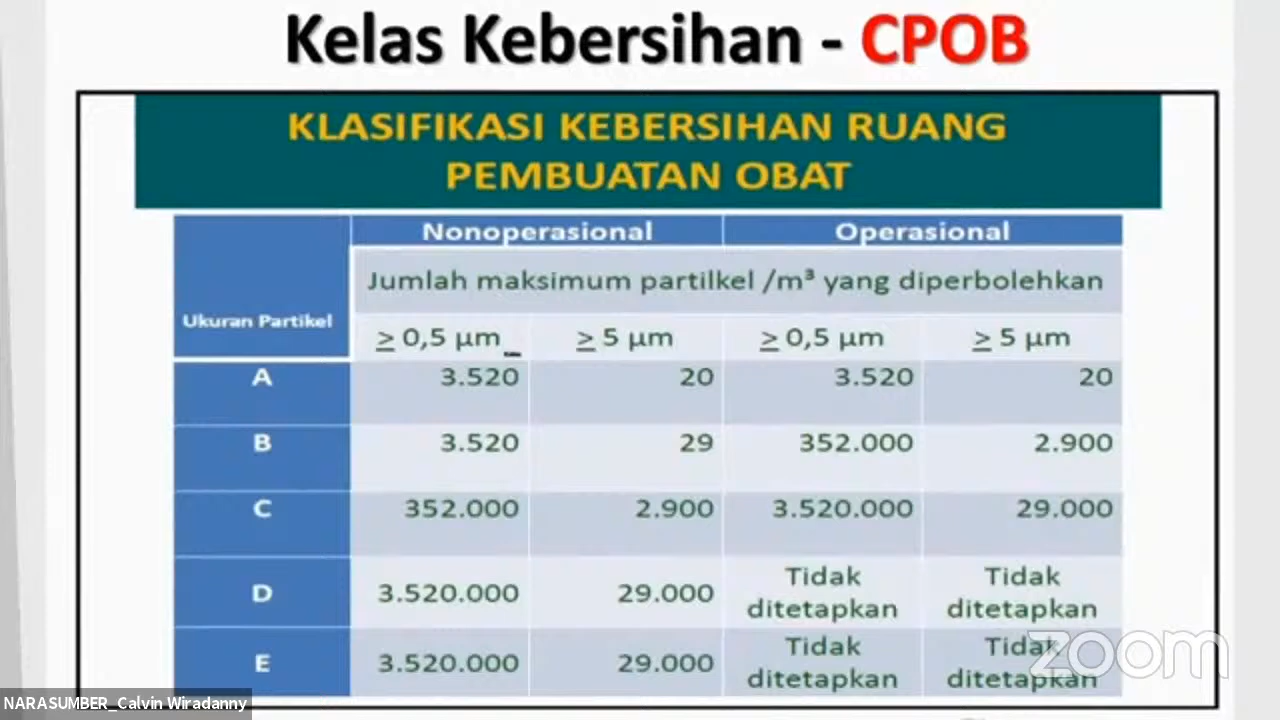 Kelas Kebersihan - CPOB
KLASIFIKASI KEBERSIHAN RUANG
PEMBUATAN OBAT
Nonoperasional Operasional
Ukuran Partikel
Jumlah maksimum partilkel /m³ yang diperbolehkan
≥ 0,5 µm ≥ 5 µm ≥ 0,5 µm ≥ 5 µm
A 3.520 20 3.520 20
B 3.520 29 352.000 2.900
C 352.000 2.900 3.520.000 29.000
D 3.520.000 29.000 Tidak ditetapkan Tidak ditetapkan
E 3.520.000 29.000 Tidak ditetapkan Tidak ditetapkan
zoom
NARASUMBER_Calvin Wiradanny